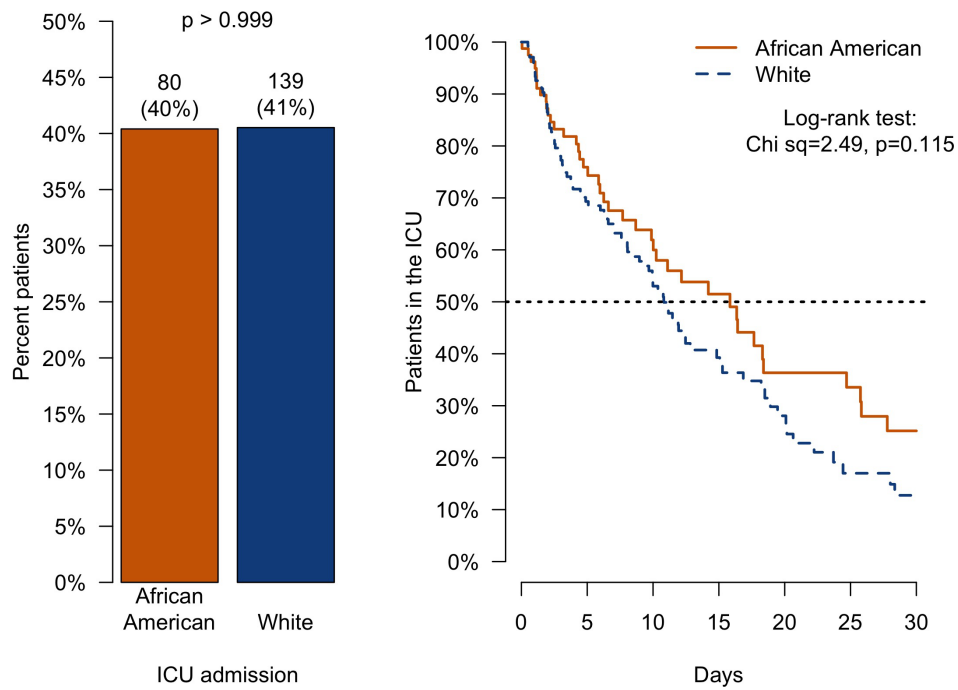 p > 0.999
50%
45%
40%
35%
30%
25%
20%
15%
10%
5%
0%
Percent patients
80
(40%)
139
(41%)
African
American
White
ICU admission
100%
90%
80%
70%
60%
50%
40%
30%
20%
10%
0%
Patients in the ICU
African American
White
Log-rank test:
Chi sq=2.49, p=0.115
0 5 10 15 20 25 30
Days